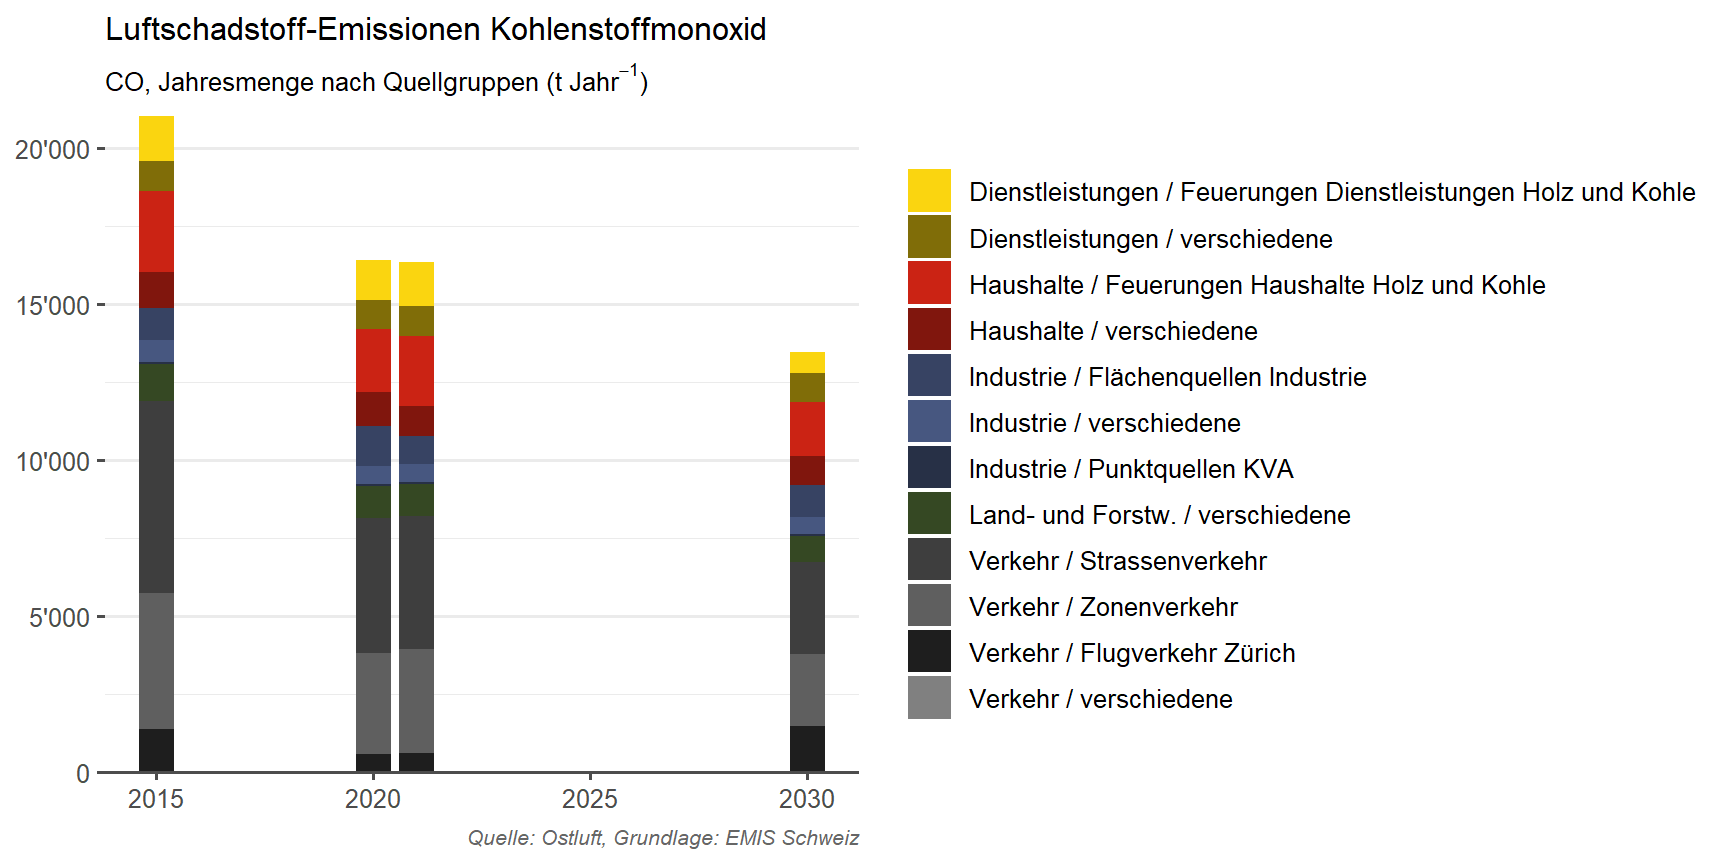 Luftschadstoff-Emissionen Kohlenstoffmonoxid
CO, Jahresmenge nach Quellgruppen (t Jahr⁻¹)
20'000
15'000
10'000
5'000
0
2015 2020 2025 2030
Dienstleistungen / Feuerungen Dienstleistungen Holz und Kohle
Dienstleistungen / verschiedene
Haushalte / Feuerungen Haushalte Holz und Kohle
Haushalte / verschiedene
Industrie / Flächenquellen Industrie
Industrie / verschiedene
Industrie / Punktquellen KVA
Land- und Forstw. / verschiedene
Verkehr / Strassenverkehr
Verkehr / Zonenverkehr
Verkehr / Flugverkehr Zürich
Verkehr / verschiedene
Quelle: Ostluft, Grundlage: EMIS Schweiz